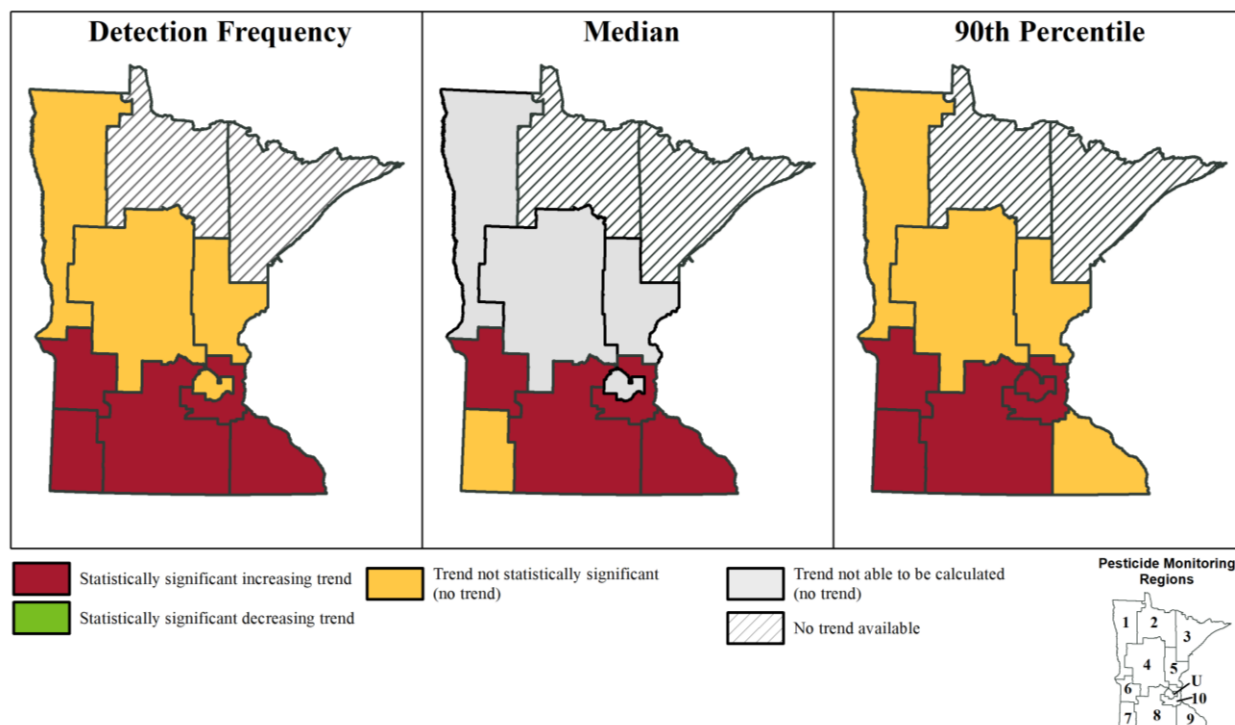 Detection Frequency
Median
90th Percentile
Statistically significant increasing trend
Statistically significant decreasing trend
Trend not statistically significant
(no trend)
Trend not able to be calculated
(no trend)
No trend available
Pesticide Monitoring
Regions
1
2
3
4
5
6
U
10
7
8
9